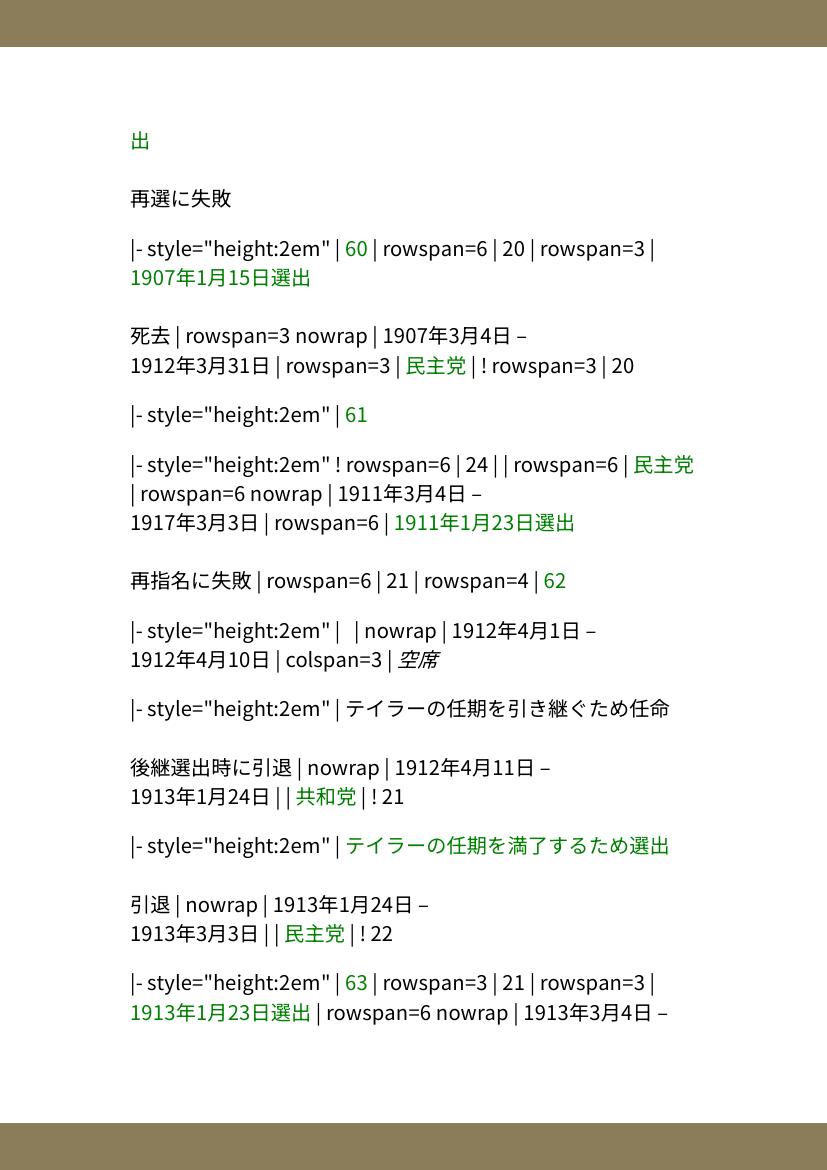 出
再選に失敗
|- style="height:2em" | 60 | rowspan=6 | 20 | rowspan=3 |
1907年1月15日選出
死去 | rowspan=3 nowrap | 1907年3月4日 –
1912年3月31日 | rowspan=3 | 民主党 | ! rowspan=3 | 20
|- style="height:2em" | 61
|- style="height:2em" ! rowspan=6 | 24 | | rowspan=6 | 民主党
| rowspan=6 nowrap | 1911年3月4日 –
1917年3月3日 | rowspan=6 | 1911年1月23日選出
再指名に失敗 | rowspan=6 | 21 | rowspan=4 | 62
|- style="height:2em" |   | nowrap | 1912年4月1日 –
1912年4月10日 | colspan=3 | 空席
|- style="height:2em" | テイラーの任期を引き継ぐため任命
後継選出時に引退 | nowrap | 1912年4月11日 –
1913年1月24日 | | 共和党 | ! 21
|- style="height:2em" | テイラーの任期を満了するため選出
引退 | nowrap | 1913年1月24日 –
1913年3月3日 | | 民主党 | ! 22
|- style="height:2em" | 63 | rowspan=3 | 21 | rowspan=3 |
1913年1月23日選出 | rowspan=6 nowrap | 1913年3月4日 –